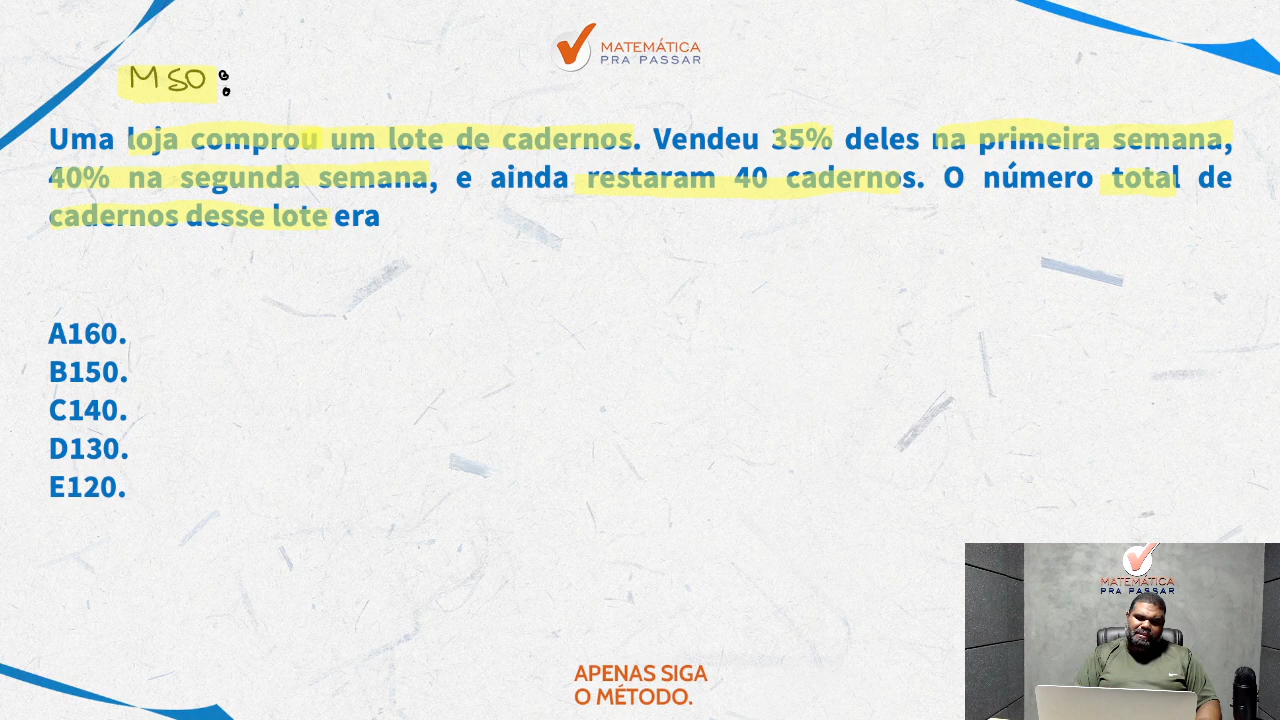 MATEMÁTICA
PRA PASSAR
M50:
Uma loja comprou um lote de cadernos. Vendeu 35% deles na primeira semana,
40% na segunda semana, e ainda restaram 40 cadernos. O número total de
cadernos desse lote era
A160.
B150.
C140.
D130.
E120.
MATEMÁTICA
PRA PASSAR
APENAS SIGA
O MÉTODO.